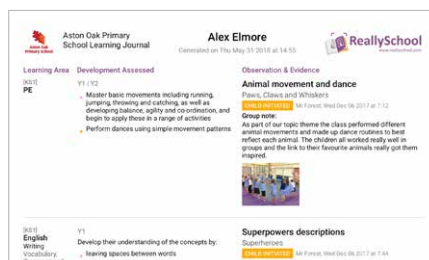 Aston Oak Primary School
Aston Oak Primary
School Learning Journal
Alex Elmore
Generated on Thu May 31 2018 at 14:55
ReallySchool
www.reallyschool.com
Learning Area
Development Assessed
Observation & Evidence
[KS1]
PE
Y1 | Y2
Master basic movements including running,
jumping, throwing and catching, as well as
developing balance, agility and co-ordination, and
begin to apply these in a range of activities
Perform dances using simple movement patterns
Animal movement and dance
Paws, Claws and Whiskers
CHILD INITIATED Mr Forest, Wed Dec 06 2017 at 7:12
Group note:
As part of our topic theme the class performed different
animal movements and made up dance routines to best
reflect each animal. The children all worked really well in
groups and the link to their favourite animals really got them
inspired.
[KS1]
English
Writing
Vocabulary,
Y1
Develop their understanding of the concepts by:
leaving spaces between words
Superpowers descriptions
Superheroes
CHILD INITIATED Mr Forest, Wed Dec 06 2017 at 7:44